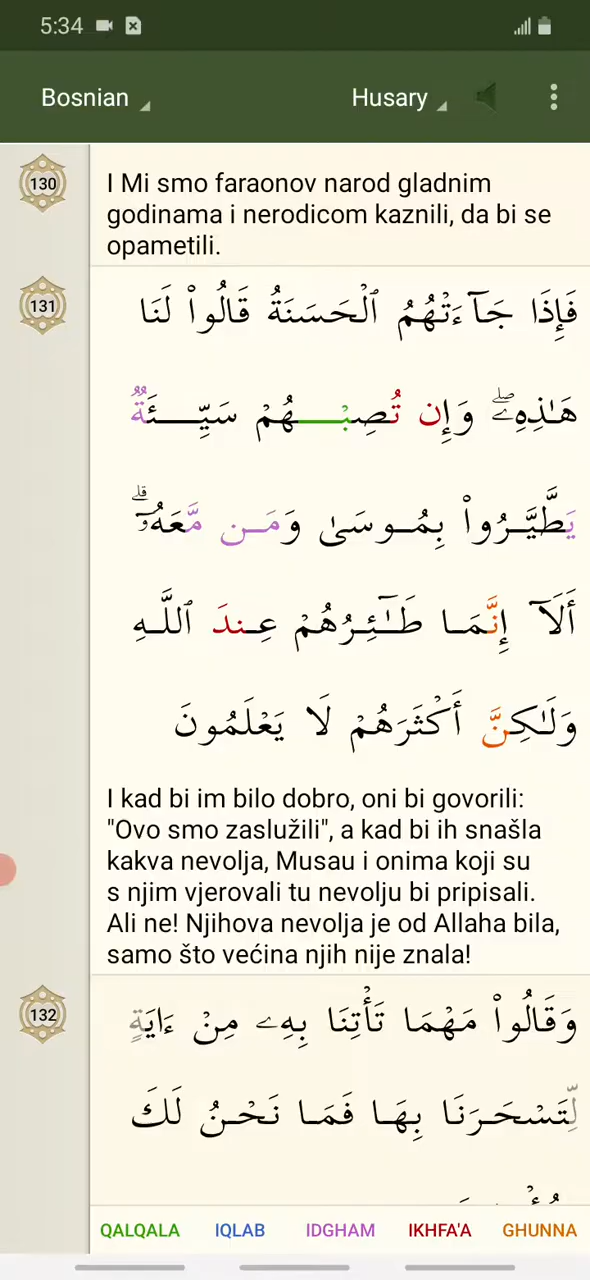 5:34
Bosnian
Husary
130
I Mi smo faraonov narod gladnim
godinama i nerodicom kaznili, da bi se
opametili.
131
فَإِذَا جَآءَتْهُمُ ٱلْحَسَنَةُ قَالُوا۟ لَنَا
هَـٰذِهِۦ ۖ وَإِن تُصِبْهُمْ سَيِّئَةٌ
يَطَّيَّرُوا۟ بِمُوسَىٰ وَمَن مَّعَهُۥٓ ۗ
أَلَآ إِنَّمَا طَـٰٓئِرُهُمْ عِندَ ٱللَّهِ
وَلَـٰكِنَّ أَكْثَرَهُمْ لَا يَعْلَمُونَ
I kad bi im bilo dobro, oni bi govorili:
"Ovo smo zaslužili", a kad bi ih snašla
kakva nevolja, Musau i onima koji su
s njim vjerovali tu nevolju bi pripisali.
Ali ne! Njihova nevolja je od Allaha bila,
samo što većina njih nije znala!
132
وَقَالُوا۟ مَهْمَا تَأْتِنَا بِهِۦ مِنْ ءَايَةٍ
لِّتَسْحَرَنَا بِهَا فَمَا نَحْنُ لَكَ
QALQALA IQLAB IDGHAM IKHFA'A GHUNNA